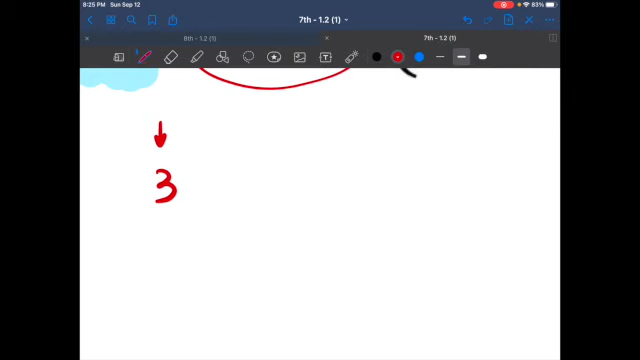 8:25 PM Sun Sep 12
83%
7th - 1.2 (1)
8th - 1.2 (1)
7th - 1.2 (1)
3